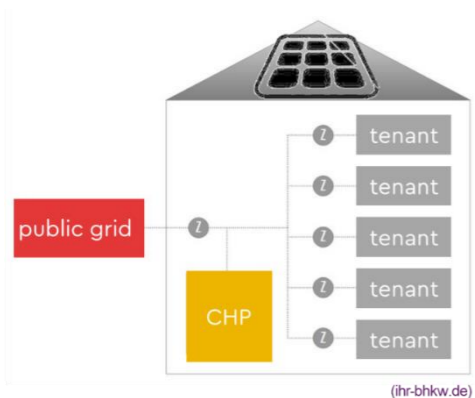 Z
tenant
Z
tenant
public grid
Z
Z
tenant
CHP
Z
tenant
Z
tenant
(ihr-bhkw.de)